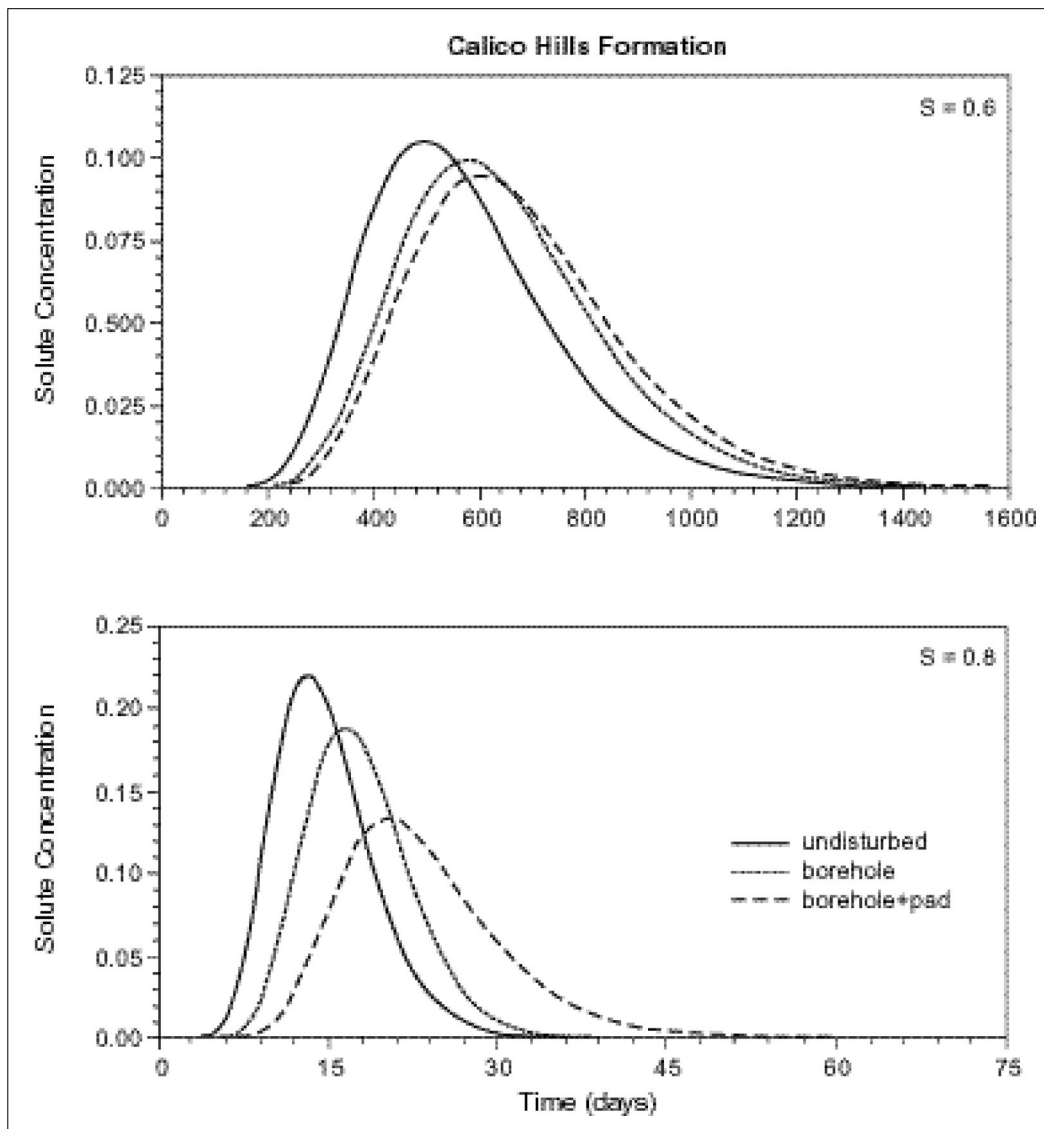 Calico Hills Formation
0.125
S = 0.6
0.100
0.075
0.500
0.025
0.000
Solute Concentration
0 200 400 600 800 1000 1200 1400 1600
0.25
S = 0.8
0.20
0.15
0.10
0.05
0.00
Solute Concentration
undisturbed
borehole
borehole+pad
0 15 30 45 60 75
Time (days)